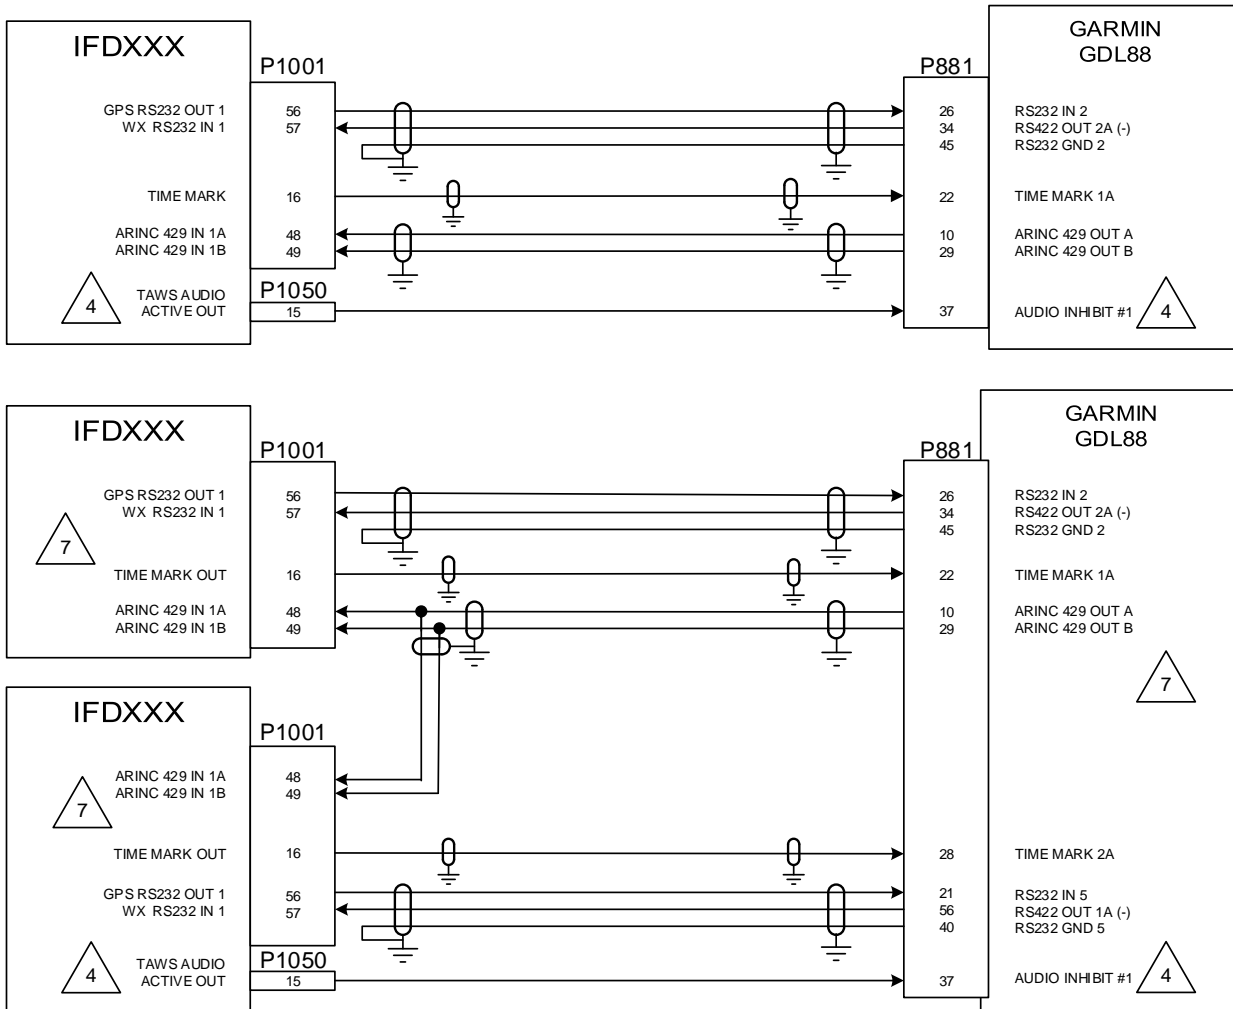 IFDXXX
P1001
GPS RS232 OUT 1 56
WX RS232 IN 1 57
TIME MARK 16
ARINC 429 IN 1A 48
ARINC 429 IN 1B 49
4
TAWS AUDIO
ACTIVE OUT
P1050
15
GARMIN
GDL88
P881
26 RS232 IN 2
34 RS422 OUT 2A (-)
45 RS232 GND 2
22 TIME MARK 1A
10 ARINC 429 OUT A
29 ARINC 429 OUT B
37 AUDIO INHIBIT #1
4
IFDXXX
P1001
GPS RS232 OUT 1 56
WX RS232 IN 1 57
7
TIME MARK OUT 16
ARINC 429 IN 1A 48
ARINC 429 IN 1B 49
GARMIN
GDL88
P881
26 RS232 IN 2
34 RS422 OUT 2A (-)
45 RS232 GND 2
22 TIME MARK 1A
10 ARINC 429 OUT A
29 ARINC 429 OUT B
7
IFDXXX
P1001
ARINC 429 IN 1A 48
ARINC 429 IN 1B 49
7
TIME MARK OUT 16
GPS RS232 OUT 1 56
WX RS232 IN 1 57
4
TAWS AUDIO
ACTIVE OUT
P1050
15
28 TIME MARK 2A
21 RS232 IN 5
56 RS422 OUT 1A (-)
40 RS232 GND 5
37 AUDIO INHIBIT #1
4